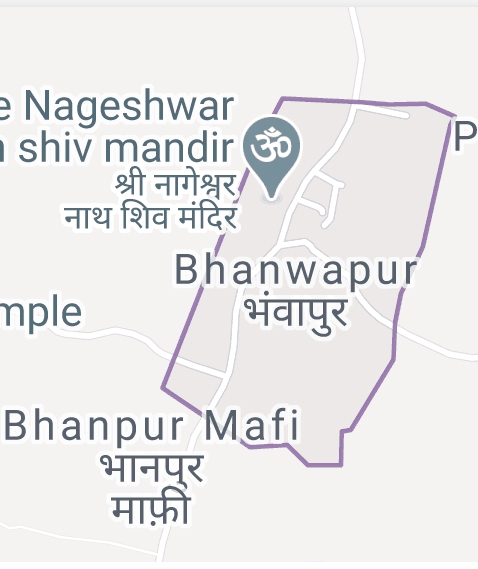 e Nageshwar
shiv mandir
श्री नागेश्वर
नाथ शिव मंदिर
P
Bhanwapur
भंवापुर
mple
Bhanpur Mafi
भानपुर
माफ़ी